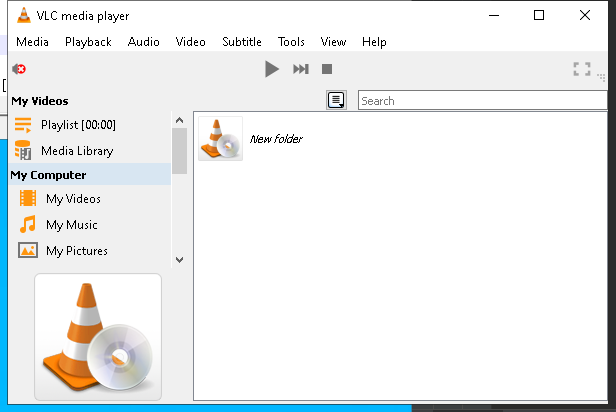 VLC media player
Media Playback Audio Video Subtitle Tools View Help
My Videos
Search
Playlist [00:00]
New folder
Media Library
My Computer
My Videos
My Music
My Pictures